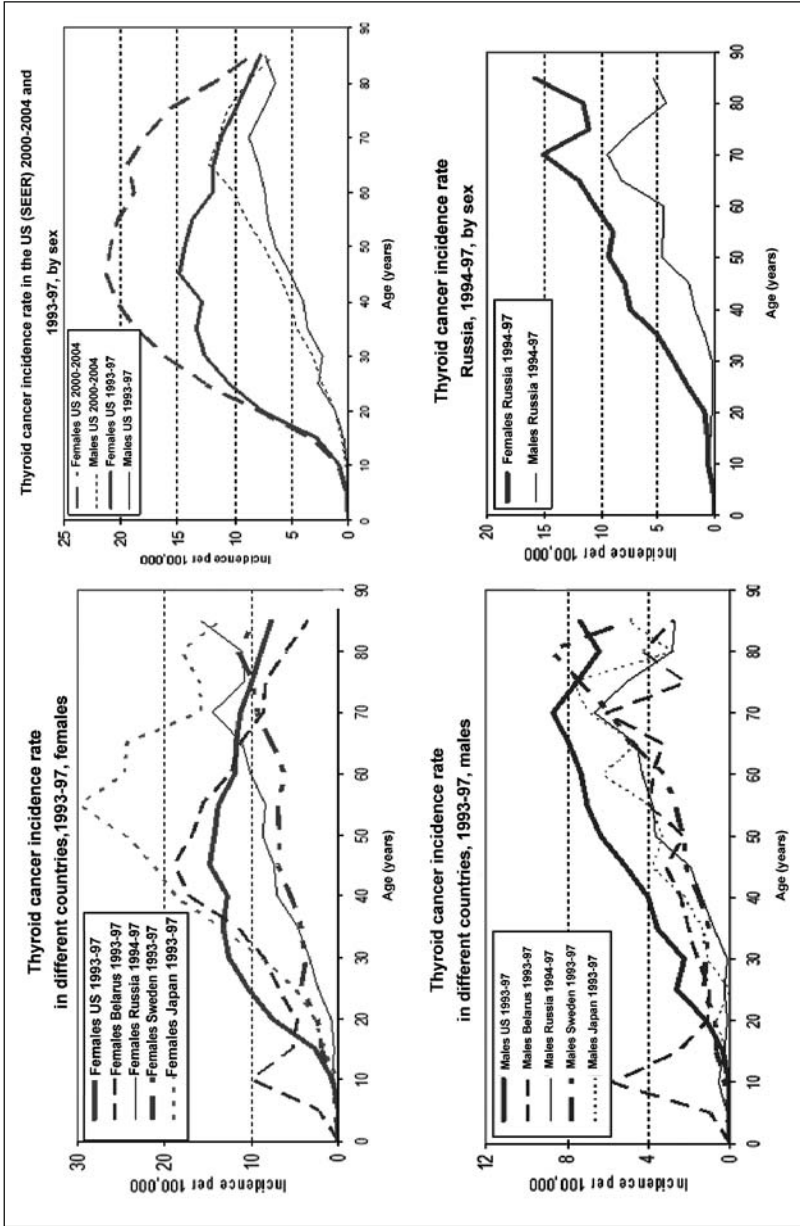 Thyroid cancer incidence rate
in different countries,1993-97, females
Females US 1993-97
Females Belarus 1993-97
Females Russia 1994-97
Females Sweden 1993-97
Females Japan 1993-97
Incidence per 100,000
30
20
10
0
0 10 20 30 40 50 60 70 80 90
Age (years)
Thyroid cancer incidence rate in the US (SEER) 2000-2004 and
1993-97, by sex
Females US 2000-2004
Males US 2000-2004
Females US 1993-97
Males US 1993-97
Incidence per 100,000
25
20
15
10
5
0
0 10 20 30 40 50 60 70 80 90
Age (years)
Thyroid cancer incidence rate
in different countries, 1993-97, males
Males US 1993-97
Males Belarus 1993-97
Males Russia 1994-97
Males Sweden 1993-97
Males Japan 1993-97
Incidence per 100,000
12
8
4
0
0 10 20 30 40 50 60 70 80 90
Age (years)
Thyroid cancer incidence rate
Russia, 1994-97, by sex
Females Russia 1994-97
Males Russia 1994-97
Incidence per 100,000
20
15
10
5
0
0 10 20 30 40 50 60 70 80 90
Age (years)